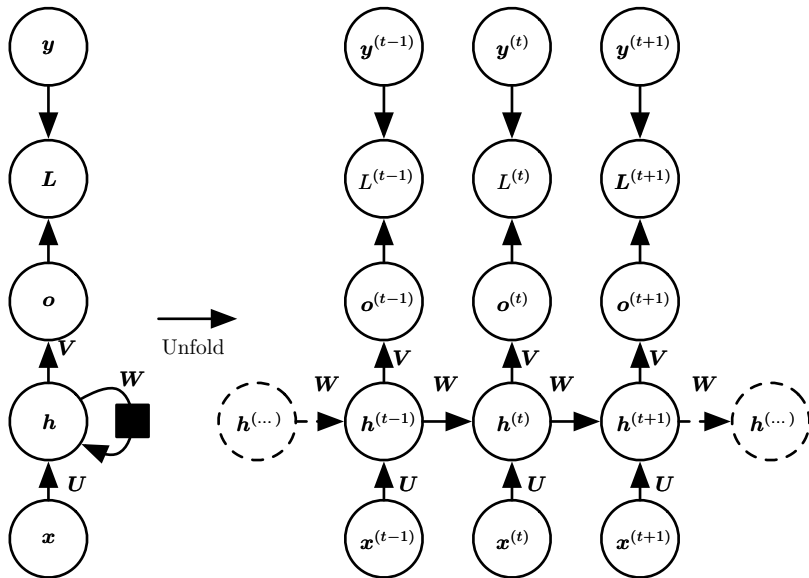 y y^(t−1) y^(t) y^(t+1)
L L^(t−1) L^(t) L^(t+1)
o o^(t−1) o^(t) o^(t+1)
Unfold
V V V V
W W W W W
h h^(...) h^(t−1) h^(t) h^(t+1) h^(...)
U U U U
x x^(t−1) x^(t) x^(t+1)